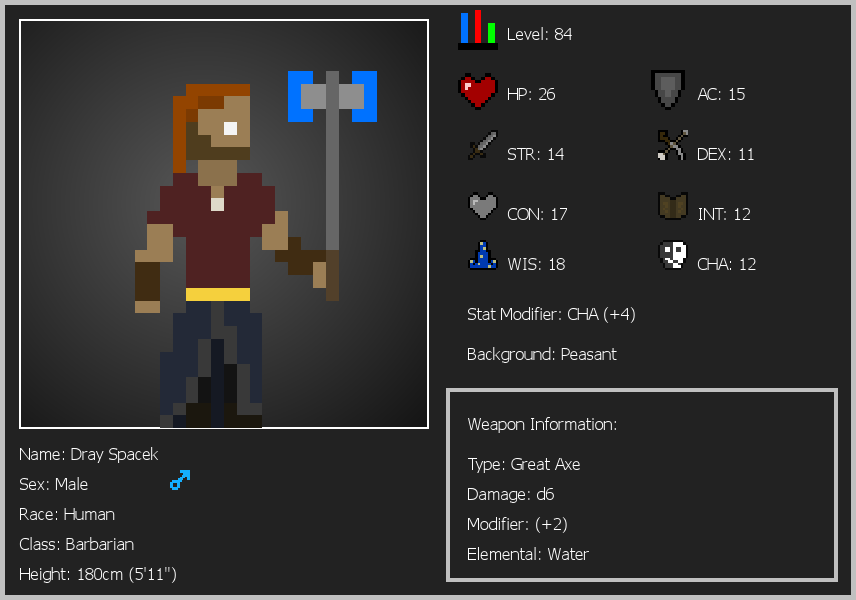 Level: 84
HP: 26
AC: 15
STR: 14
DEX: 11
CON: 17
INT: 12
WIS: 18
CHA: 12
Stat Modifier: CHA (+4)
Background: Peasant
Weapon Information:
Type: Great Axe
Damage: d6
Modifier: (+2)
Elemental: Water
Name: Dray Spacek
Sex: Male
Race: Human
Class: Barbarian
Height: 180cm (5'11")